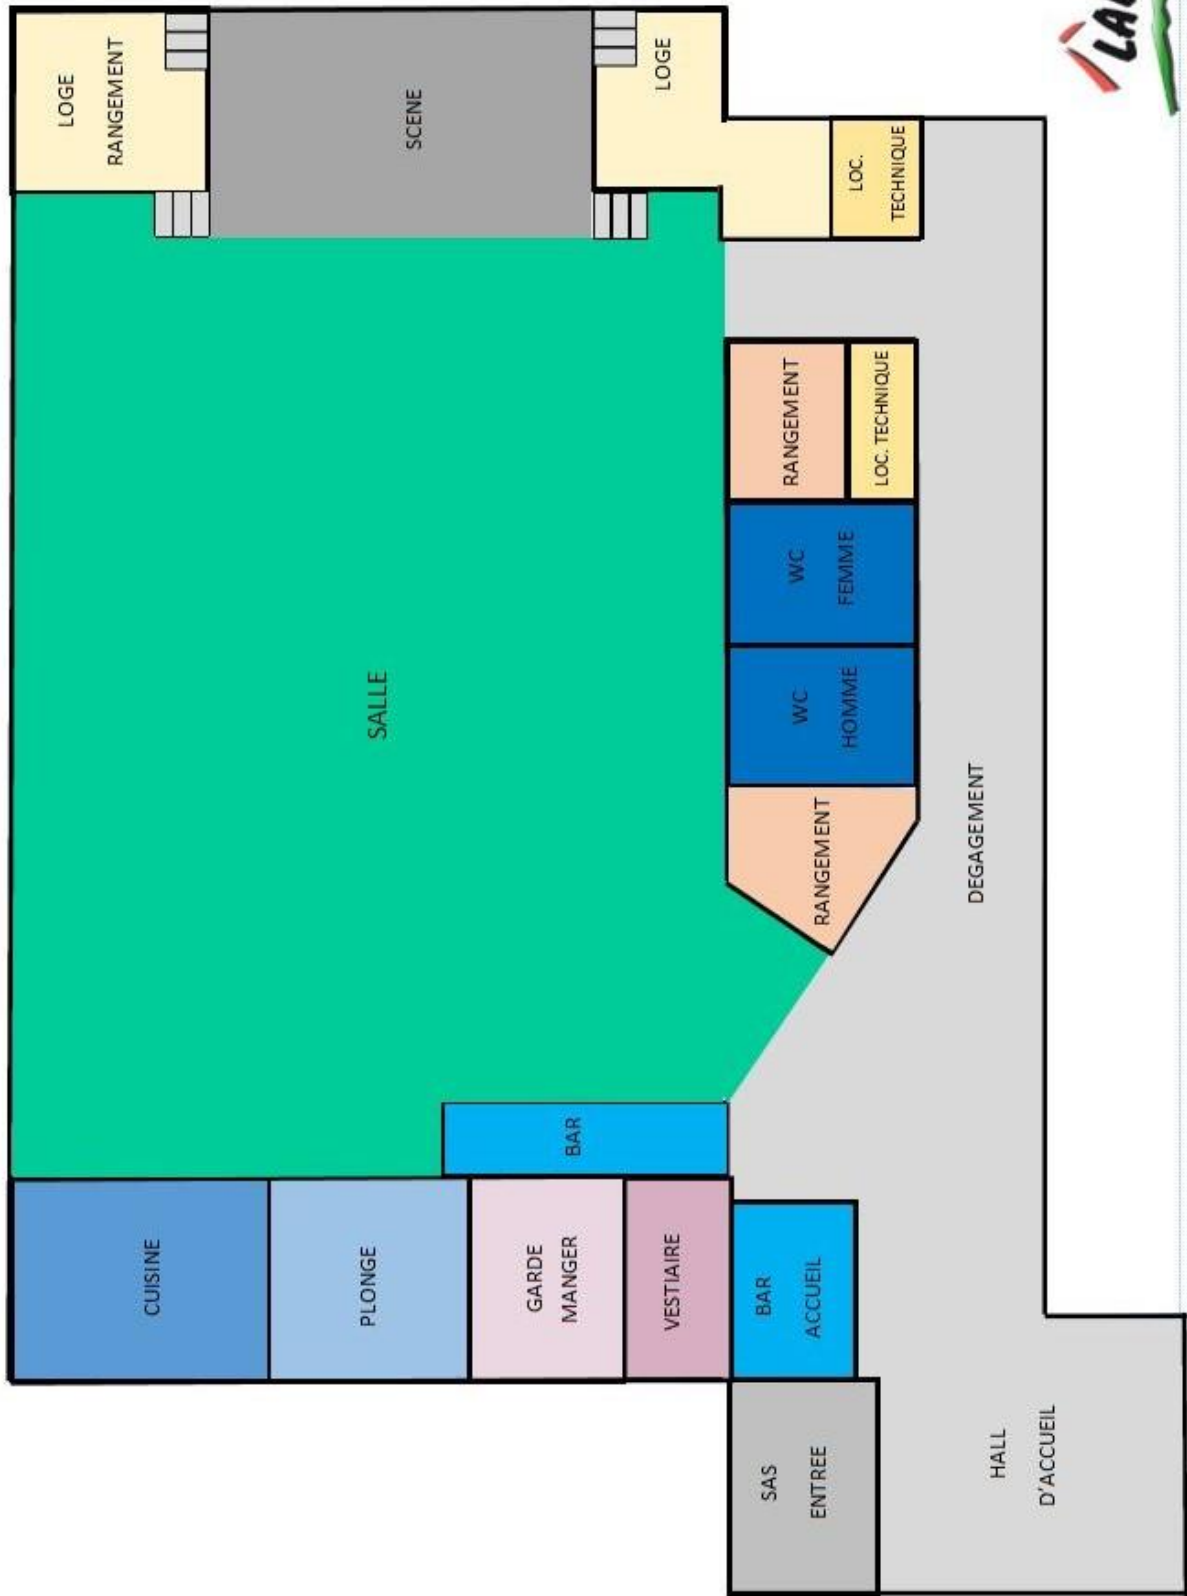 LOGE
RANGEMENT
SCENE
LOGE
LOC.
TECHNIQUE
RANGEMENT
LOC. TECHNIQUE
WC
FEMME
WC
HOMME
RANGEMENT
SALLE
DEGAGEMENT
BAR
CUISINE
PLONGE
GARDE
MANGER
VESTIAIRE
BAR
ACCUEIL
SAS
ENTREE
HALL
D'ACCUEIL